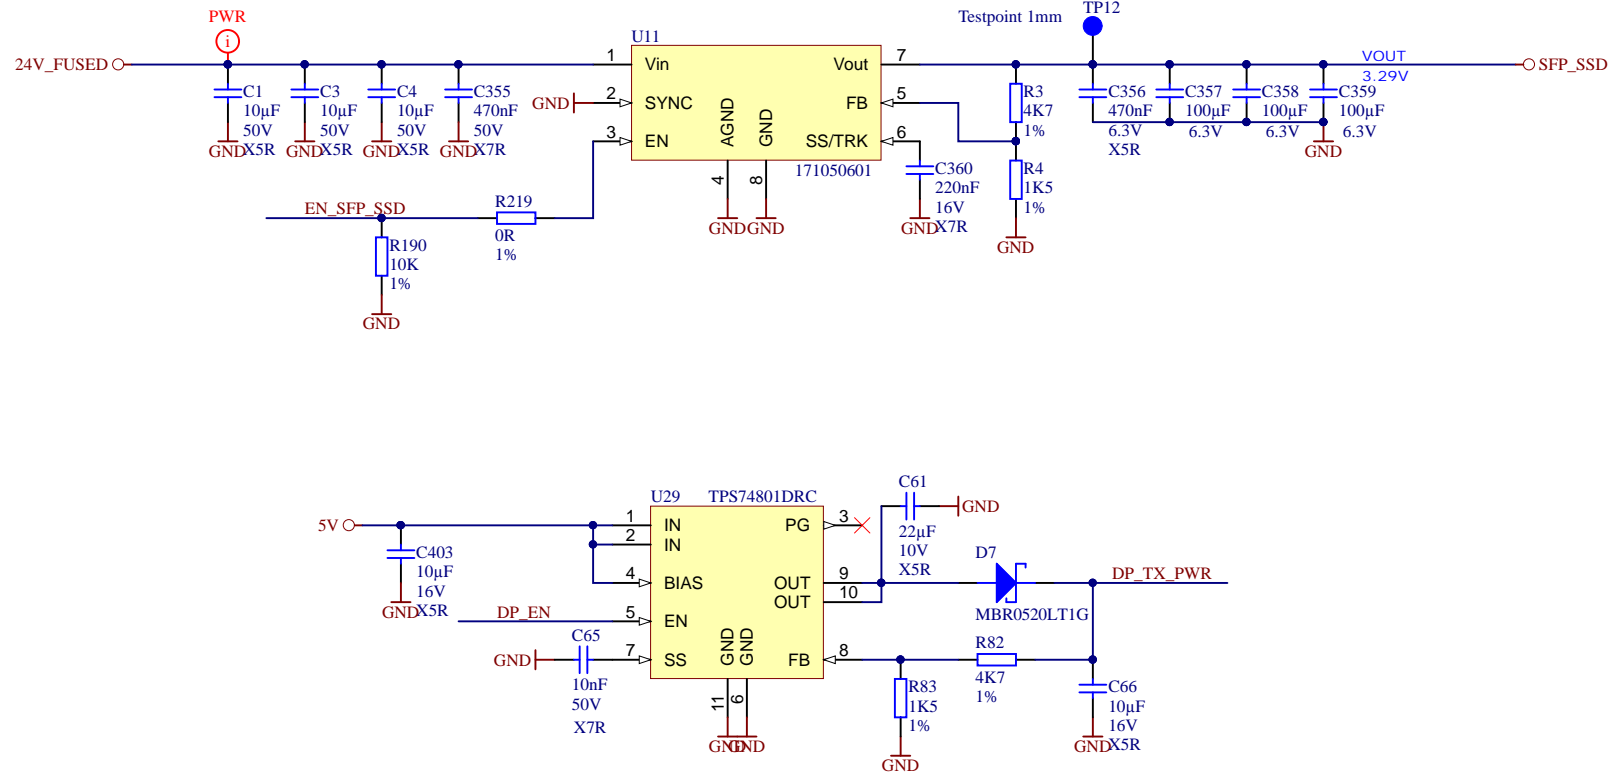 PWR
i
24V_FUSED
C1
10µF
50V
X5R
GND
C3
10µF
50V
X5R
GND
C4
10µF
50V
X5R
GND
C355
470nF
50V
X7R
GND
U11
1
Vin
GND
2
SYNC
3
EN
AGND
GND
4
8
GND
GND
Vout
7
FB
5
SS/TRK
6
171050601
EN_SFP_SSD
R219
0R
1%
R190
10K
1%
GND
C360
220nF
16V
X7R
GND
R3
4K7
1%
R4
1K5
1%
GND
Testpoint 1mm
TP12
C356
470nF
6.3V
X5R
C357
100µF
6.3V
C358
100µF
6.3V
C359
100µF
6.3V
GND
VOUT
3.29V
SFP_SSD
5V
C403
10µF
16V
X5R
GND
DP_EN
C65
10nF
50V
X7R
GND
U29
TPS74801DRC
1
IN
2
IN
4
BIAS
5
EN
7
SS
GND
GND
11
6
GND
GND
PG
3
OUT
9
OUT
10
FB
8
C61
22µF
10V
X5R
GND
D7
MBR0520LT1G
DP_TX_PWR
R82
4K7
1%
R83
1K5
1%
GND
C66
10µF
16V
X5R
GND